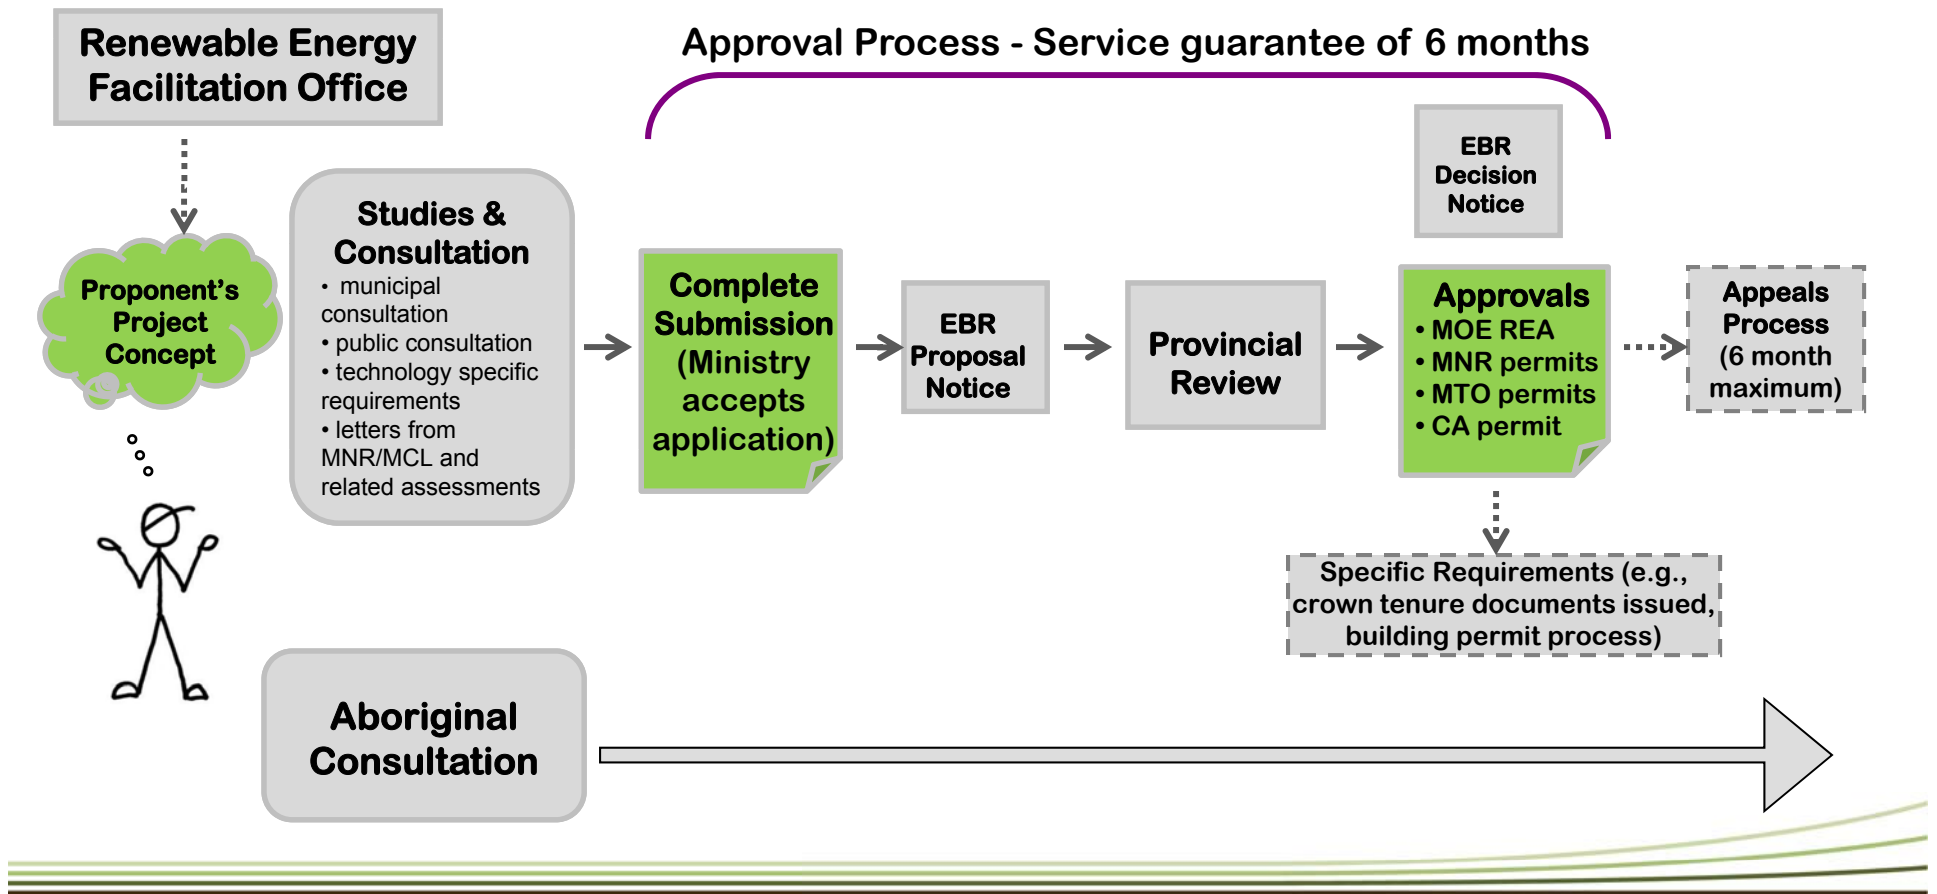 Renewable Energy
Facilitation Office
Approval Process - Service guarantee of 6 months
Proponent's
Project
Concept
Studies &
Consultation
• municipal
consultation
• public consultation
• technology specific
requirements
• letters from
MNR/MCL and
related assessments
Complete
Submission
(Ministry
accepts
application)
EBR
Proposal
Notice
Provincial
Review
EBR
Decision
Notice
Approvals
• MOE REA
• MNR permits
• MTO permits
• CA permit
Appeals
Process
(6 month
maximum)
Specific Requirements (e.g.,
crown tenure documents issued,
building permit process)
Aboriginal
Consultation